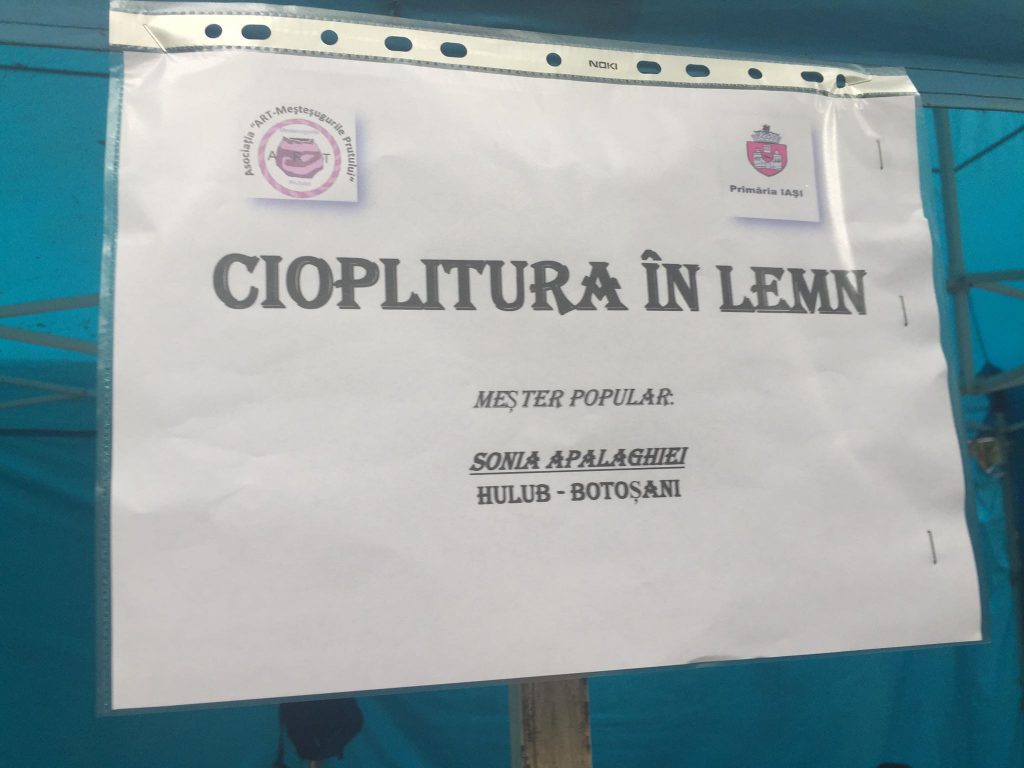 NOKI
Asociația "ART-Meșteșugurile Prutului"
Primăria IAȘI
CIOPLITURA ÎN LEMN
MEȘTER POPULAR:
SONIA APALAGHIEI
HULUB - BOTOȘANI